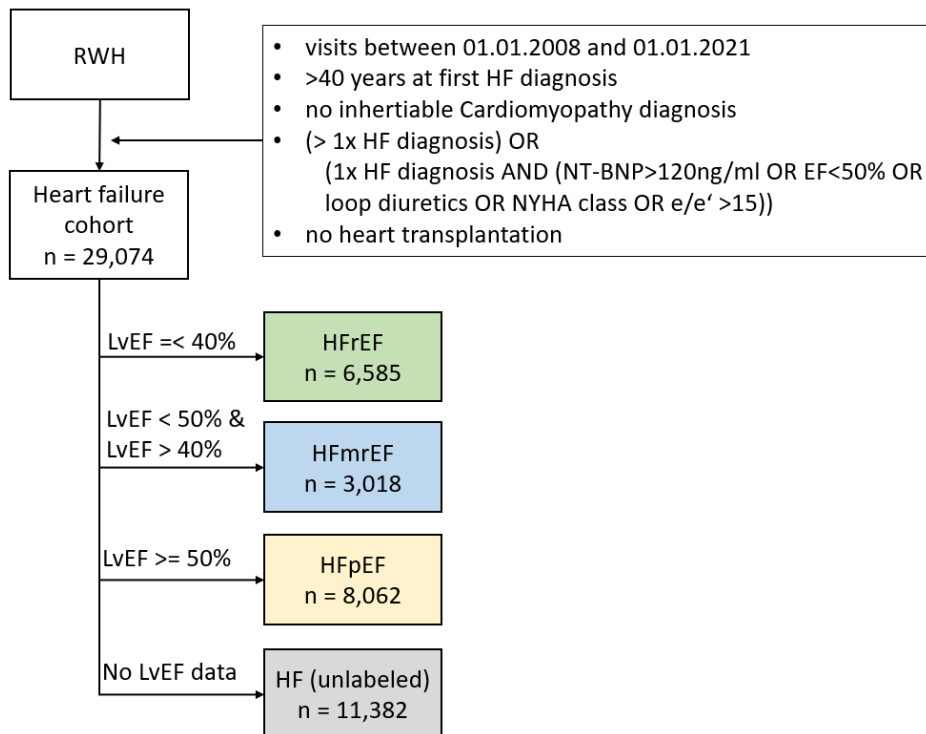 RWH
• visits between 01.01.2008 and 01.01.2021
• >40 years at first HF diagnosis
• no inhertiable Cardiomyopathy diagnosis
• (> 1x HF diagnosis) OR
(1x HF diagnosis AND (NT-BNP>120ng/ml OR EF<50% OR
loop diuretics OR NYHA class OR e/e‘ >15))
• no heart transplantation
Heart failure
cohort
n = 29,074
LvEF =< 40%
HFrEF
n = 6,585
LvEF < 50% &
LvEF > 40%
HFmrEF
n = 3,018
LvEF >= 50%
HFpEF
n = 8,062
No LvEF data
HF (unlabeled)
n = 11,382